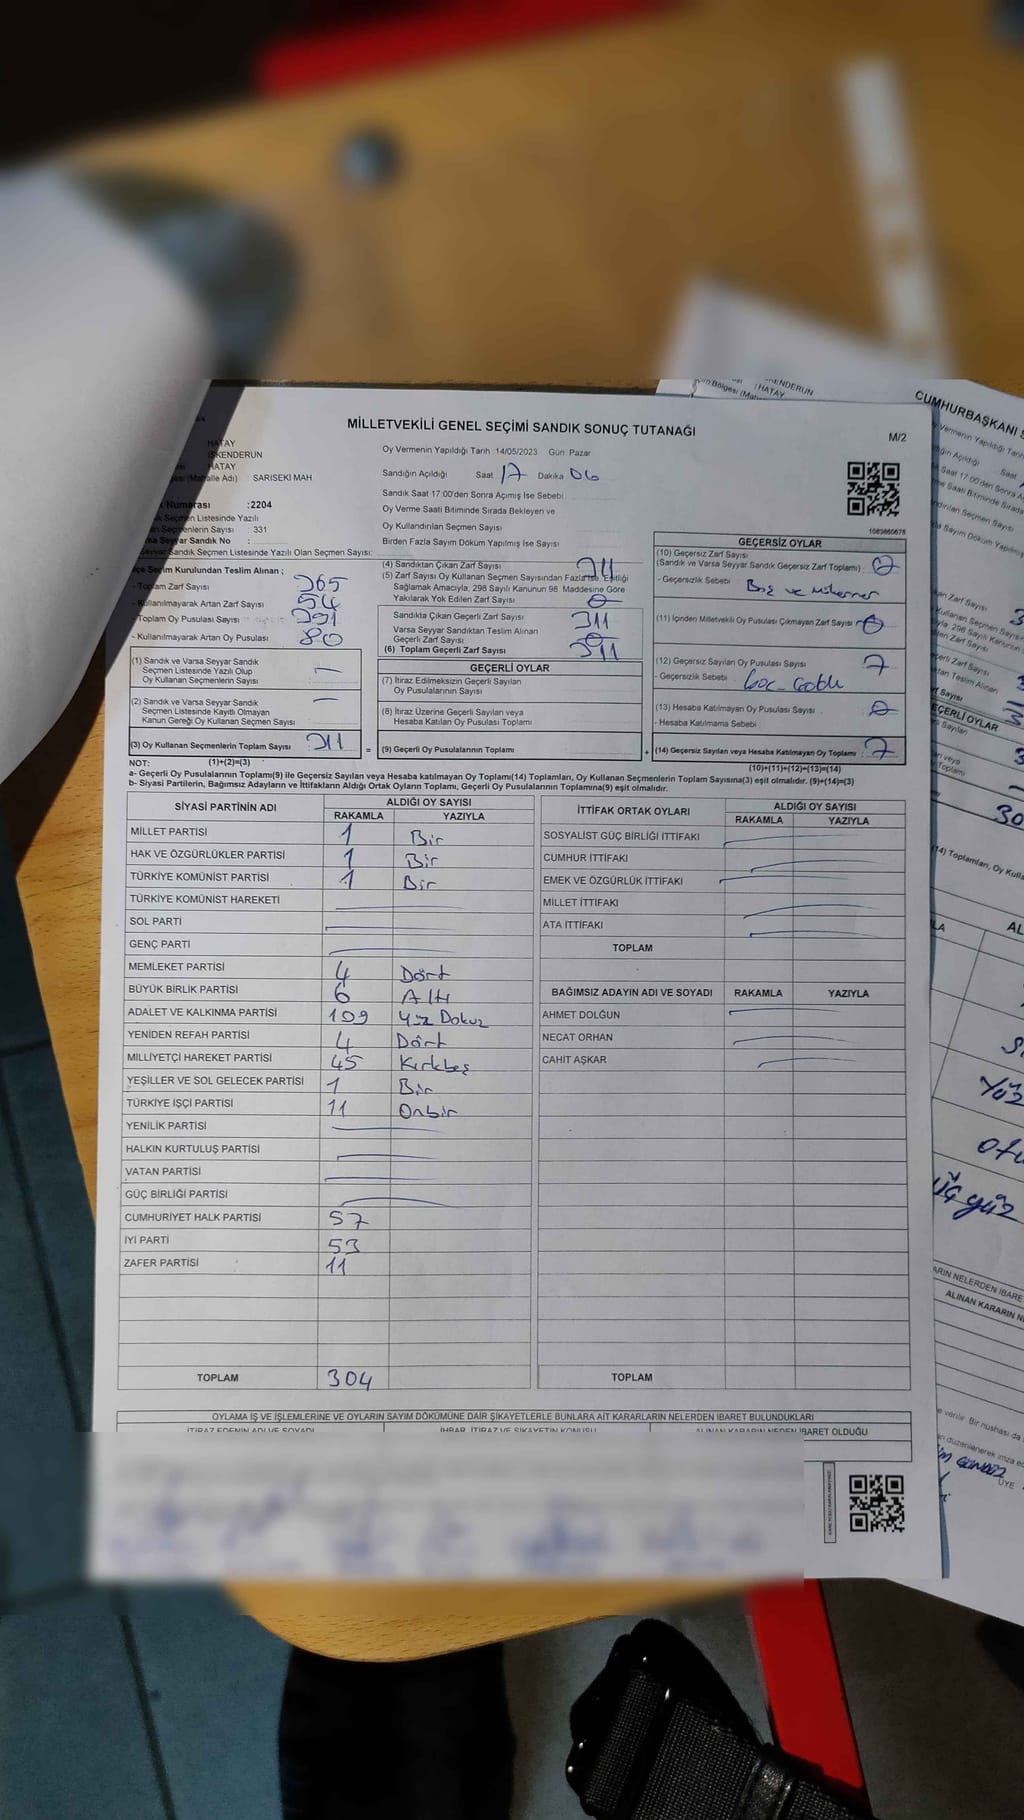 MİLLETVEKİLİ GENEL SEÇİMİ SANDIK SONUÇ TUTANAĞI
M/2
HATAY
İSKENDERUN
HATAY
(Mahalle Adı) SARISEKİ MAH
Numarası :2204
Seçmen Listesinde Yazılı
Seçmenlerin Sayısı : 331
Seyyar Sandık No :
Seyyar Sandık Seçmen Listesinde Yazılı Olan Seçmen Sayısı:
Oy Vermenin Yapıldığı Tarih :14/05/2023 Gün: Pazar
Sandığın Açıldığı Saat 17 Dakika 06
Sandık Saat 17:00'den Sonra Açımış İse Sebebi
Oy Verme Saati Bitiminde Sırada Bekleyen ve
Oy Kullandırılan Seçmen Sayısı
Birden Fazla Sayım Döküm Yapılmış İse Sayısı
Seçim Kurulundan Teslim Alınan ;
- Toplam Zarf Sayısı 365
- Kullanılmayarak Artan Zarf Sayısı 54
- Toplam Oy Pusulası Sayısı 391
- Kullanılmayarak Artan Oy Pusulası 80
(1) Sandık ve Varsa Seyyar Sandık
Seçmen Listesinde Yazılı Olup
Oy Kullanan Seçmenlerin Sayısı
(2) Sandık ve Varsa Seyyar Sandık
Seçmen Listesinde Kayıtlı Olmayan
Kanun Gereği Oy Kullanan Seçmen Sayısı
(3) Oy Kullanan Seçmenlerin Toplam Sayısı 311
(1)+(2)=(3)
(4) Sandıktan Çıkan Zarf Sayısı 311
(5) Zarf Sayısı Oy Kullanan Seçmen Sayısından Fazla İse, Eşitliği
Sağlamak Amacıyla, 298 Sayılı Kanunun 98. Maddesine Göre
Yakılarak Yok Edilen Zarf Sayısı 0
Sandıkta Çıkan Geçerli Zarf Sayısı 311
Varsa Seyyar Sandıktan Teslim Alınan
Geçerli Zarf Sayısı 0
(6) Toplam Geçerli Zarf Sayısı 311
GEÇERLİ OYLAR
(7) İtiraz Edilmeksizin Geçerli Sayılan
Oy Pusulalarının Sayısı
(8) İtiraz Üzerine Geçerli Sayılan veya
Hesaba Katılan Oy Pusulası Toplamı
= (9) Geçerli Oy Pusulalarının Toplamı
1083860678
GEÇERSİZ OYLAR
(10) Geçersiz Zarf Sayısı
(Sandık ve Varsa Seyyar Sandık Geçersiz Zarf Toplamı) : 0
- Geçersizlik Sebebi
(11) İçinden Milletvekili Oy Pusulası Çıkmayan Zarf Sayısı 0
(12) Geçersiz Sayılan Oy Pusulası Sayısı 7
- Geçersizlik Sebebi
(13) Hesaba Katılmayan Oy Pusulası Sayısı 0
- Hesaba Katılmama Sebebi
+ (14) Geçersiz Sayılan veya Hesaba Katılmayan Oy Toplamı 7
(10)+(11)+(12)+(13)=(14)
NOT:
a- Geçerli Oy Pusulalarının Toplamı(9) ile Geçersiz Sayılan veya Hesaba katılmayan Oy Toplamı(14) Toplamları, Oy Kullanan Seçmenlerin Toplam Sayısına(3) eşit olmalıdır. (9)+(14)=(3)
b- Siyasi Partilerin, Bağımsız Adayların ve İttifakların Aldığı Ortak Oyların Toplamı, Geçerli Oy Pusulalarının Toplamına(9) eşit olmalıdır.
SİYASİ PARTİNİN ADI ALDIĞI OY SAYISI
RAKAMLA YAZIYLA
MİLLET PARTİSİ 1 Bir
HAK VE ÖZGÜRLÜKLER PARTİSİ 1 Bir
TÜRKİYE KOMÜNİST PARTİSİ 1 Bir
TÜRKİYE KOMÜNİST HAREKETİ
SOL PARTİ
GENÇ PARTİ
MEMLEKET PARTİSİ 4 Dört
BÜYÜK BİRLİK PARTİSİ 6 Altı
ADALET VE KALKINMA PARTİSİ 109 Yüz Dokuz
YENİDEN REFAH PARTİSİ 4 Dört
MİLLİYETÇİ HAREKET PARTİSİ 45 Kırkbeş
YEŞİLLER VE SOL GELECEK PARTİSİ 1 Bir
TÜRKİYE İŞÇİ PARTİSİ 11 Onbir
YENİLİK PARTİSİ
HALKIN KURTULUŞ PARTİSİ
VATAN PARTİSİ
GÜÇ BİRLİĞİ PARTİSİ
CUMHURİYET HALK PARTİSİ 57
İYİ PARTİ 53
ZAFER PARTİSİ 11
TOPLAM 304
İTTİFAK ORTAK OYLARI ALDIĞI OY SAYISI
RAKAMLA YAZIYLA
SOSYALİST GÜÇ BİRLİĞİ İTTİFAKI
CUMHUR İTTİFAKI
EMEK VE ÖZGÜRLÜK İTTİFAKI
MİLLET İTTİFAKI
ATA İTTİFAKI
TOPLAM
BAĞIMSIZ ADAYIN ADI VE SOYADI RAKAMLA YAZIYLA
AHMET DOLĞUN
NECAT ORHAN
CAHİT AŞKAR
TOPLAM
OYLAMA İŞ VE İŞLEMLERİNE VE OYLARIN SAYIM DÖKÜMÜNE DAİR ŞİKAYETLERLE BUNLARA AİT KARARLARIN NELERDEN İBARET BULUNDUKLARI
İTİRAZ EDENİN ADI VE SOYADI İHBAR, İTİRAZ VE ŞİKAYETİN KONUSU ALINAN KARARIN NEDEN İBARET OLDUĞU
İSKENDERUN
HATAY
CUMHURBAŞKANI
Oy Vermenin Yapıldığı Tarih
GEÇERLİ OYLAR
30
Üç yüz
ALINAN KARARIN
ÜYE